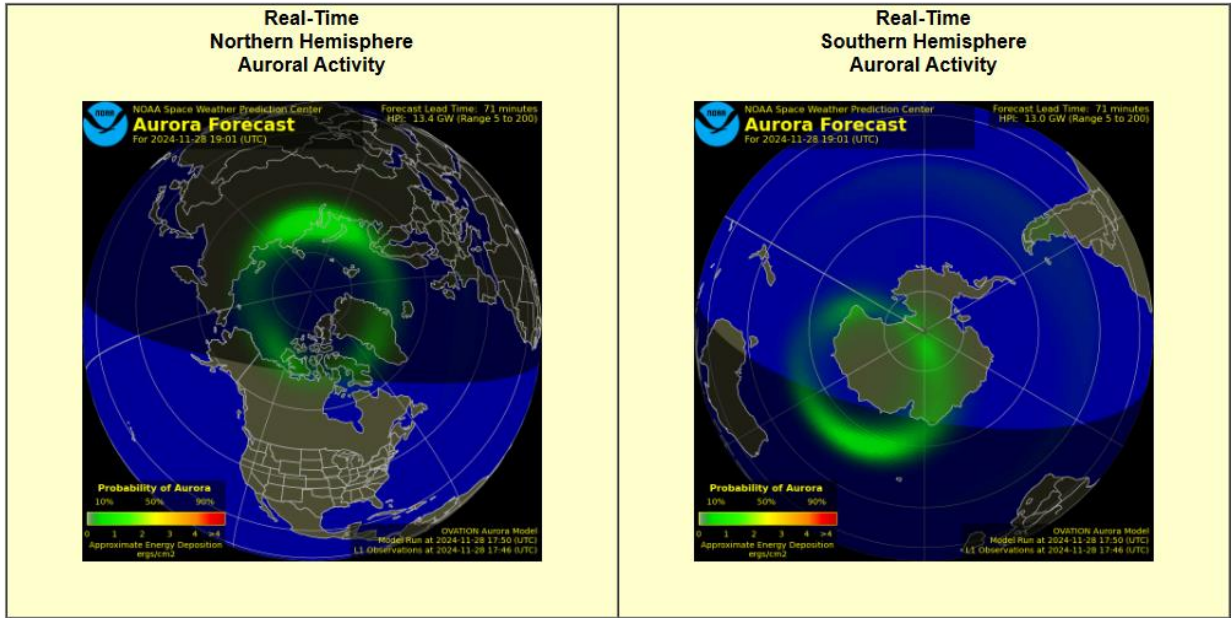 Real-Time
Northern Hemisphere
Auroral Activity
NOAA
NOAA Space Weather Prediction Center
Aurora Forecast
For 2024-11-28 19:01 (UTC)
Forecast Lead Time: 71 minutes
HPI: 13.4 GW (Range 5 to 200)
Probability of Aurora
10% 50% 90%
0 1 2 3 4 >4
Approximate Energy Deposition
ergs/cm2
OVATION Aurora Model
Model Run at 2024-11-28 17:50 (UTC)
L1 Observations at 2024-11-28 17:46 (UTC)
Real-Time
Southern Hemisphere
Auroral Activity
NOAA
NOAA Space Weather Prediction Center
Aurora Forecast
For 2024-11-28 19:01 (UTC)
Forecast Lead Time: 71 minutes
HPI: 13.0 GW (Range 5 to 200)
Probability of Aurora
10% 50% 90%
0 1 2 3 4 >4
Approximate Energy Deposition
ergs/cm2
OVATION Aurora Model
Model Run at 2024-11-28 17:50 (UTC)
L1 Observations at 2024-11-28 17:46 (UTC)